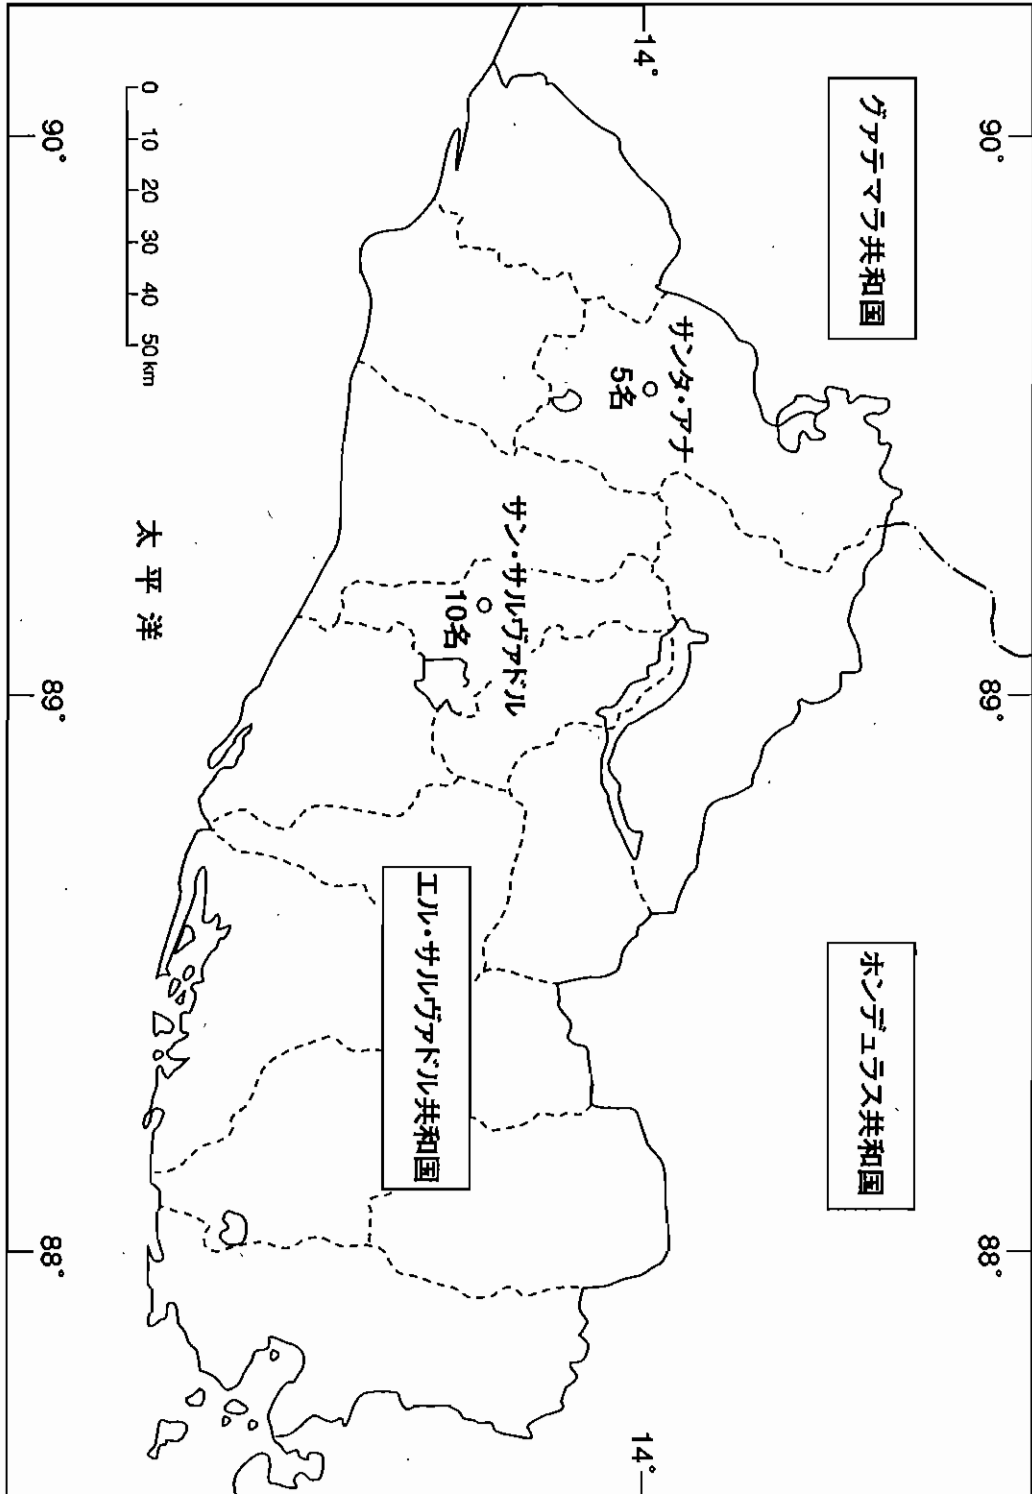 90°
89°
88°
グァテマラ共和国
ホンデュラス共和国
14°
14°
サンタ・アナ
5名
サン・サルヴァドル
10名
エル・サルヴァドル共和国
太平洋
0 10 20 30 40 50 km
90°
89°
88°